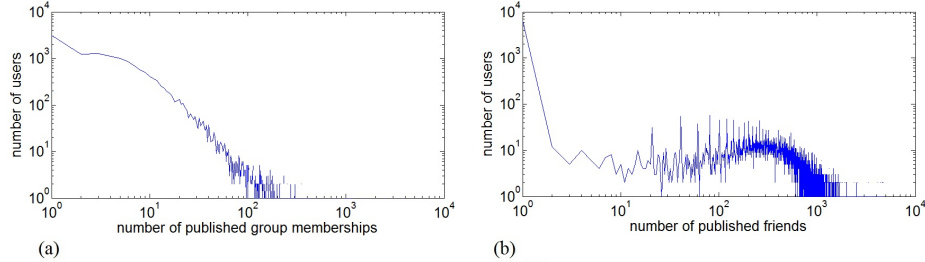 10^4
10^3
10^2
10^1
10^0
number of users
10^0 10^1 10^2 10^3 10^4
number of published group memberships
(a)
10^4
10^3
10^2
10^1
10^0
number of users
10^0 10^1 10^2 10^3 10^4
number of published friends
(b)